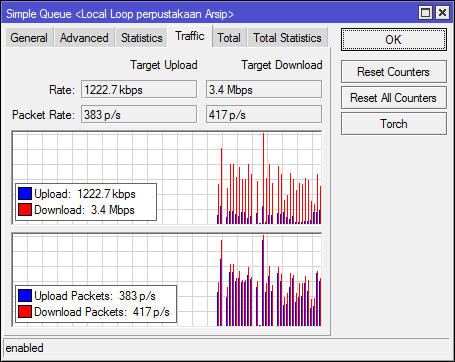 Simple Queue <Local Loop perpustakaan Arsip>
General Advanced Statistics Traffic Total Total Statistics
Target Upload Target Download
Rate: 1222.7 kbps 3.4 Mbps
Packet Rate: 383 p/s 417 p/s
Upload: 1222.7 kbps
Download: 3.4 Mbps
Upload Packets: 383 p/s
Download Packets: 417 p/s
OK
Reset Counters
Reset All Counters
Torch
enabled